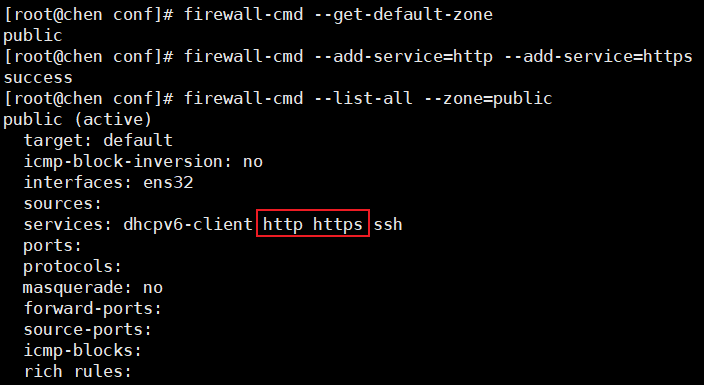 [root@chen conf]# firewall-cmd --get-default-zone
public
[root@chen conf]# firewall-cmd --add-service=http --add-service=https
success
[root@chen conf]# firewall-cmd --list-all --zone=public
public (active)
  target: default
  icmp-block-inversion: no
  interfaces: ens32
  sources:
  services: dhcpv6-client http https ssh
  ports:
  protocols:
  masquerade: no
  forward-ports:
  source-ports:
  icmp-blocks:
  rich rules: